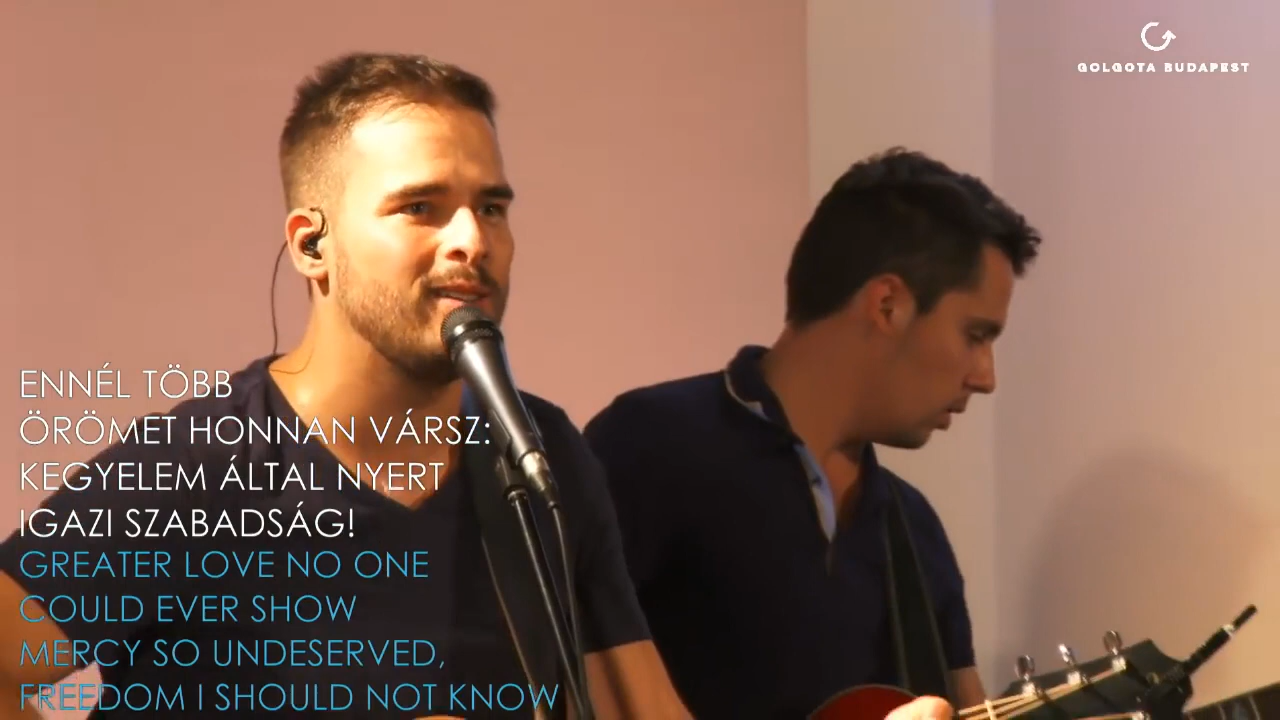 GOLGOTA BUDAPEST
ENNÉL TÖBB
ÖRÖMET HONNAN VÁRSZ:
KEGYELEM ÁLTAL NYERT
IGAZI SZABADSÁG!
GREATER LOVE NO ONE
COULD EVER SHOW
MERCY SO UNDESERVED,
FREEDOM I SHOULD NOT KNOW